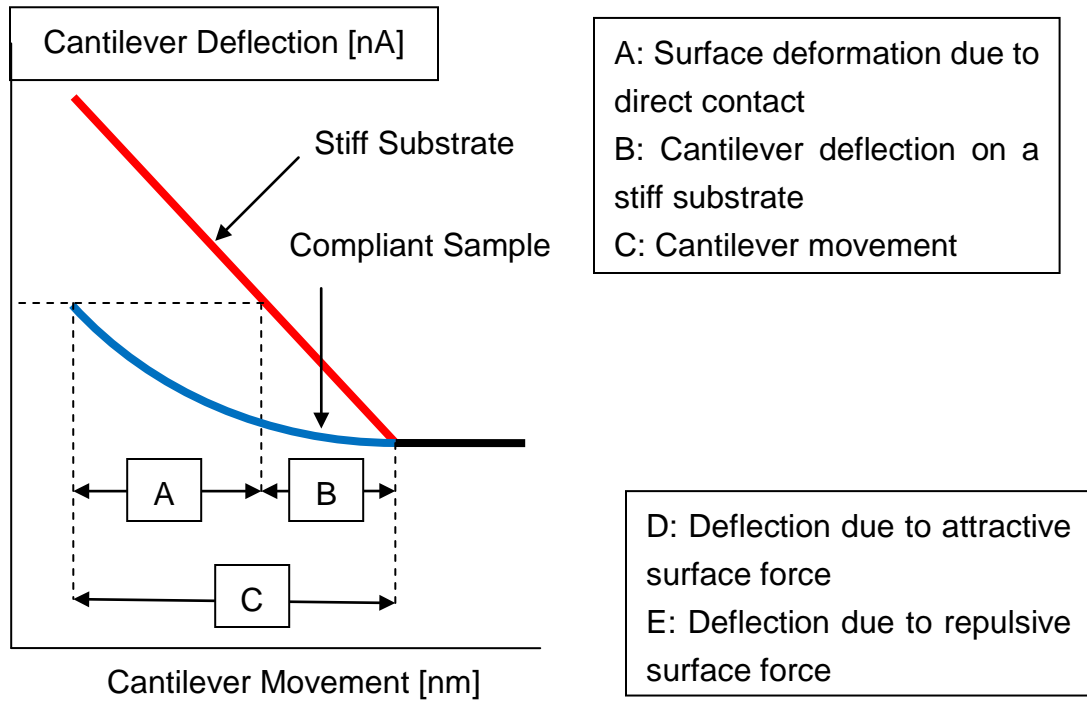 Cantilever Deflection [nA]
Stiff Substrate
Compliant Sample
A
B
C
Cantilever Movement [nm]
A: Surface deformation due to
direct contact
B: Cantilever deflection on a
stiff substrate
C: Cantilever movement
D: Deflection due to attractive
surface force
E: Deflection due to repulsive
surface force